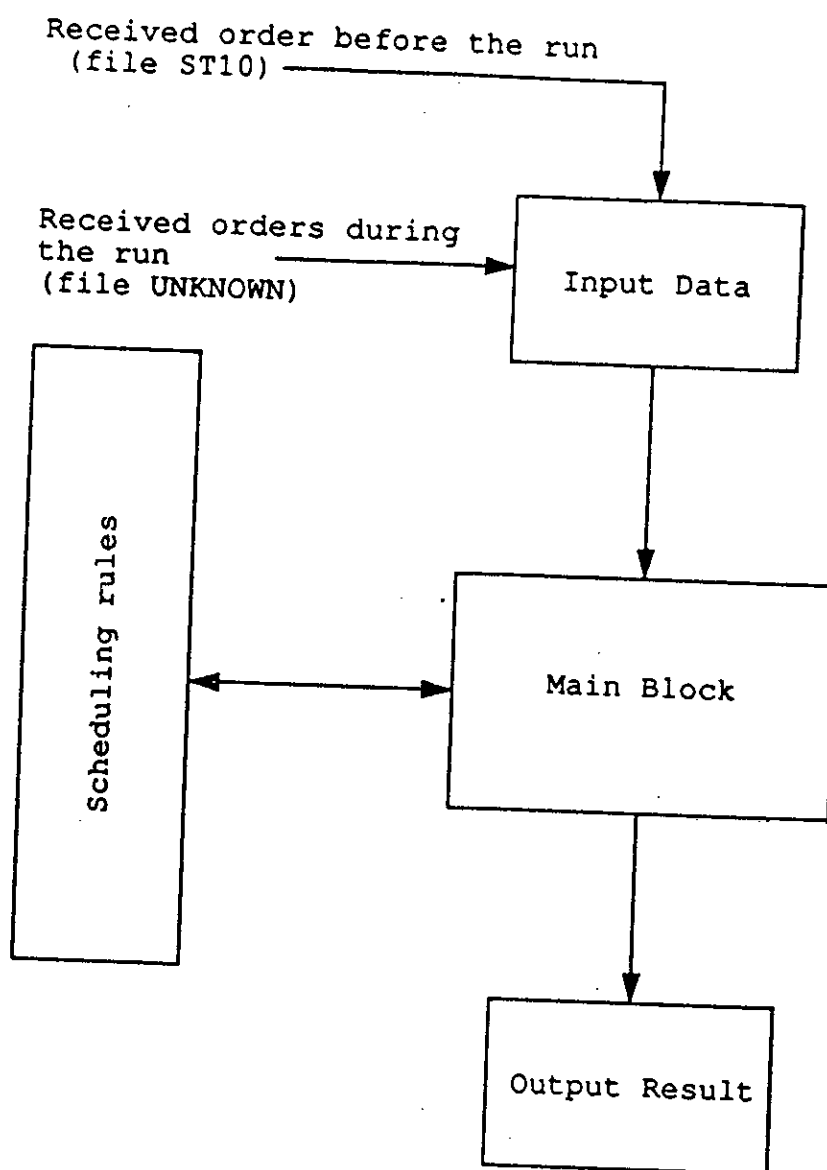 Received order before the run
(file ST10)
Received orders during
the run
(file UNKNOWN)
Input Data
Scheduling rules
Main Block
Output Result